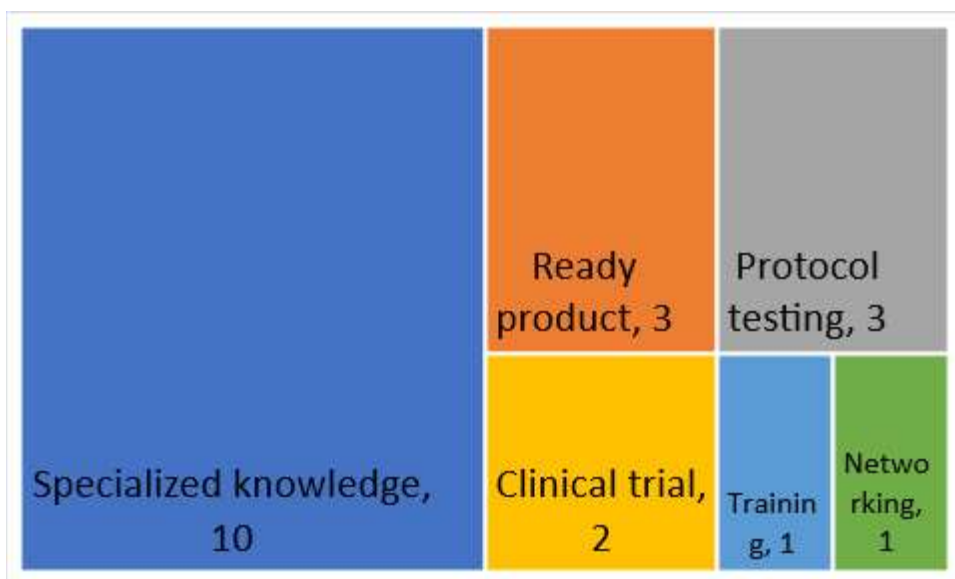 Specialized knowledge,
10
Ready
product, 3
Protocol
testing, 3
Clinical trial,
2
Trainin
g, 1
Netwo
rking,
1